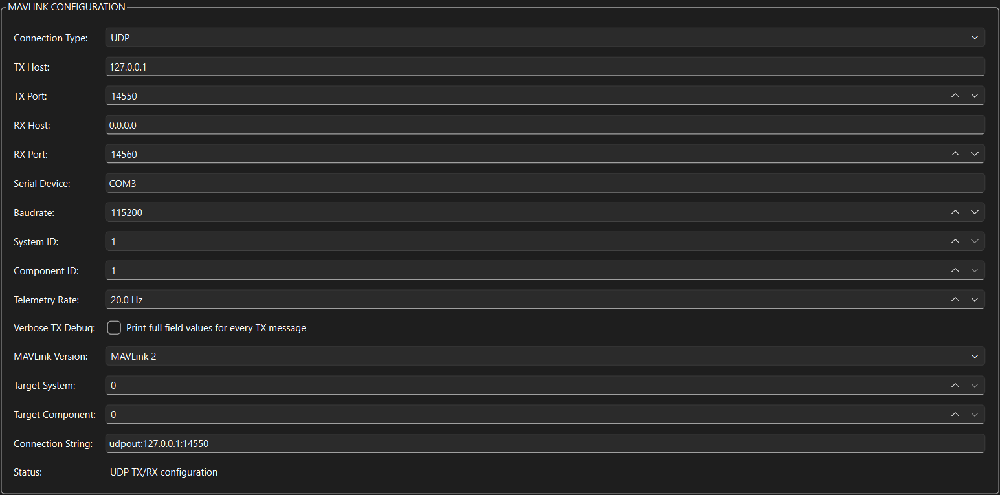 MAVLINK CONFIGURATION
Connection Type: UDP
TX Host: 127.0.0.1
TX Port: 14550
RX Host: 0.0.0.0
RX Port: 14560
Serial Device: COM3
Baudrate: 115200
System ID: 1
Component ID: 1
Telemetry Rate: 20.0 Hz
Verbose TX Debug: Print full field values for every TX message
MAVLink Version: MAVLink 2
Target System: 0
Target Component: 0
Connection String: udpout:127.0.0.1:14550
Status: UDP TX/RX configuration